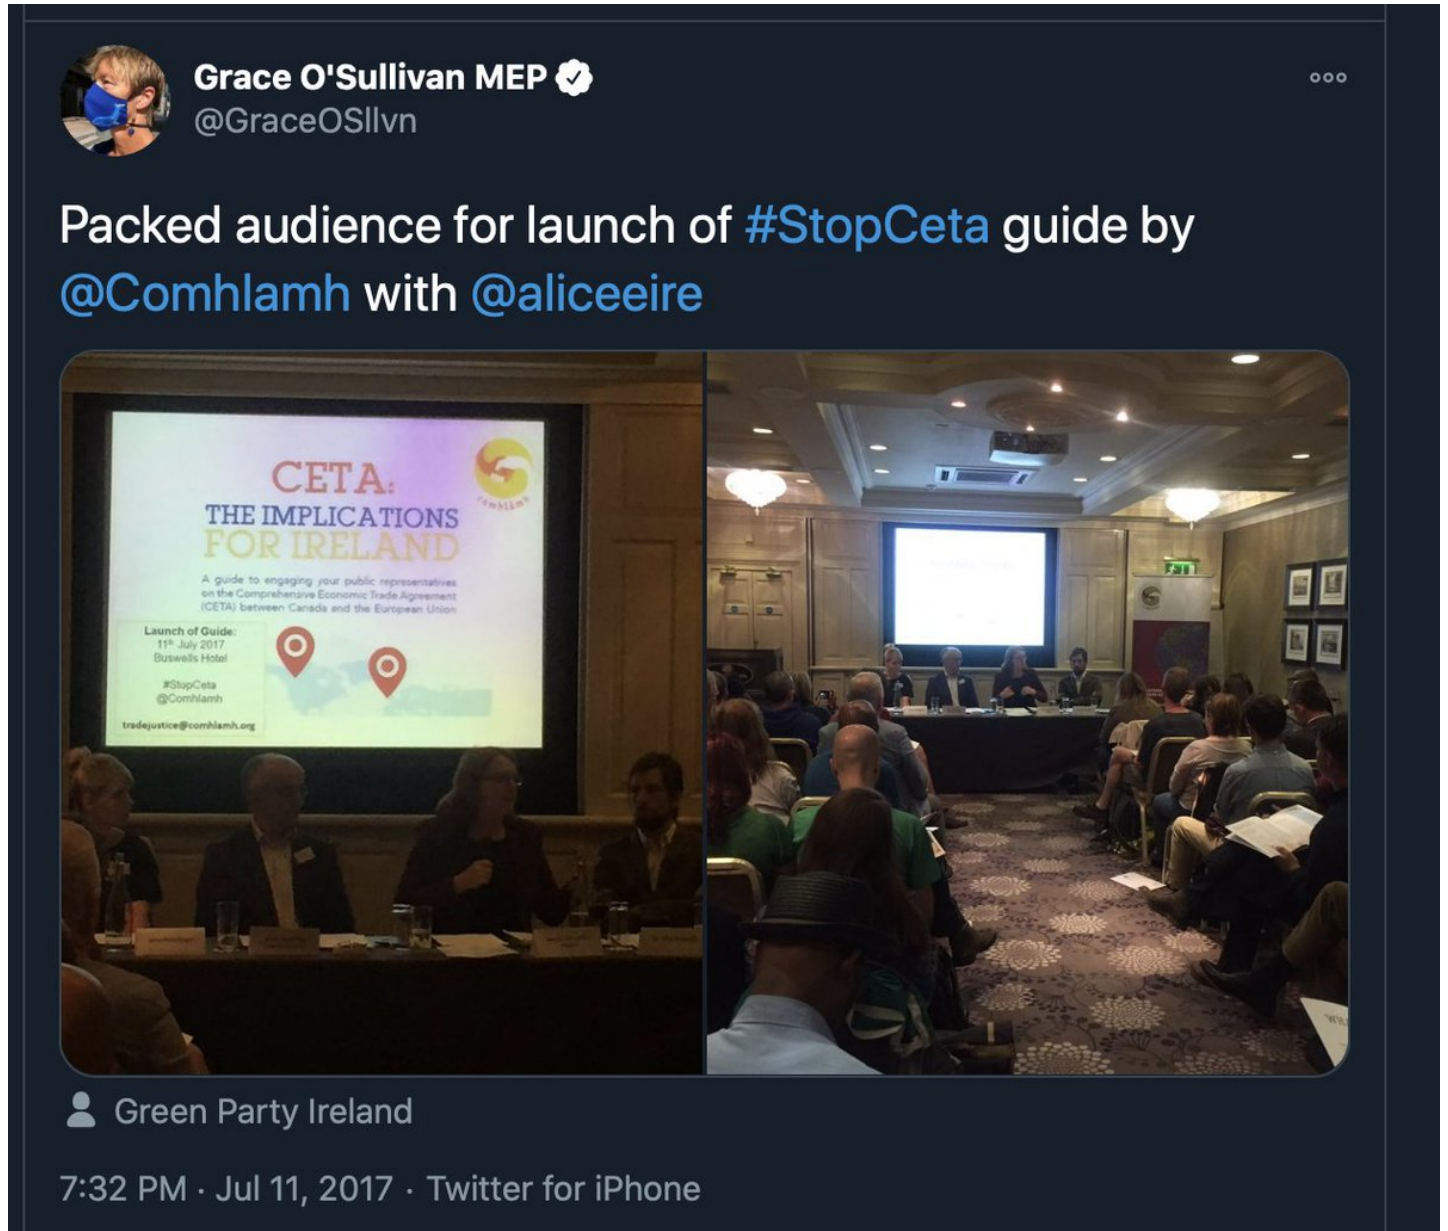 Grace O'Sullivan MEP
@GraceOSllvn
Packed audience for launch of #StopCeta guide by
@Comhlamh with @aliceeire
CETA:
THE IMPLICATIONS
FOR IRELAND
comhlámh
A guide to engaging your public representatives
on the Comprehensive Economic Trade Agreement
(CETA) between Canada and the European Union
Launch of Guide:
11th July 2017
Buswells Hotel
#StopCeta
@Comhlamh
tradejustice@comhlamh.org
Green Party Ireland
7:32 PM · Jul 11, 2017 · Twitter for iPhone